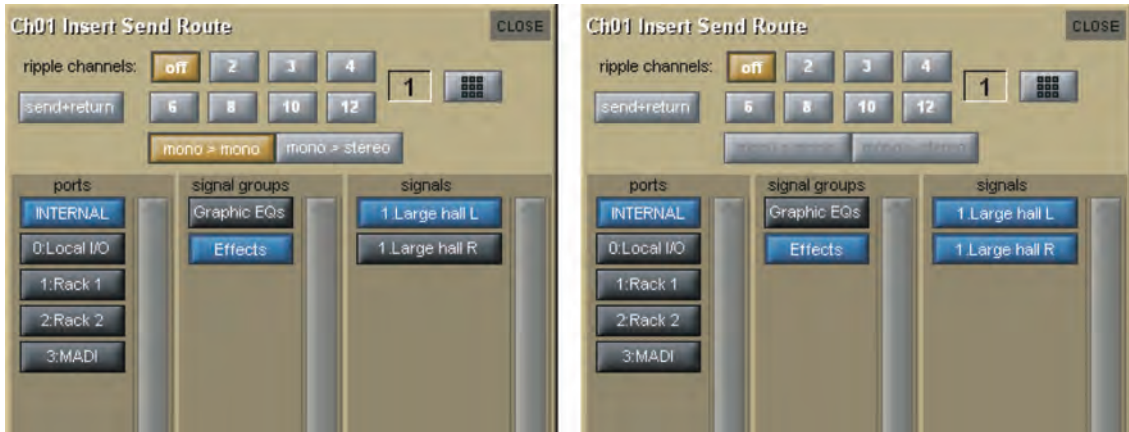 Ch01 Insert Send Route CLOSE
ripple channels: off 2 3 4
1
send+return 6 8 10 12
mono > mono mono > stereo
ports signal groups signals
INTERNAL Graphic EQs 1.Large hall L
0:Local I/O Effects 1.Large hall R
1:Rack 1
2:Rack 2
3:MADI
Ch01 Insert Send Route CLOSE
ripple channels: off 2 3 4
1
send+return 6 8 10 12
mono > mono mono > stereo
ports signal groups signals
INTERNAL Graphic EQs 1.Large hall L
0:Local I/O Effects 1.Large hall R
1:Rack 1
2:Rack 2
3:MADI